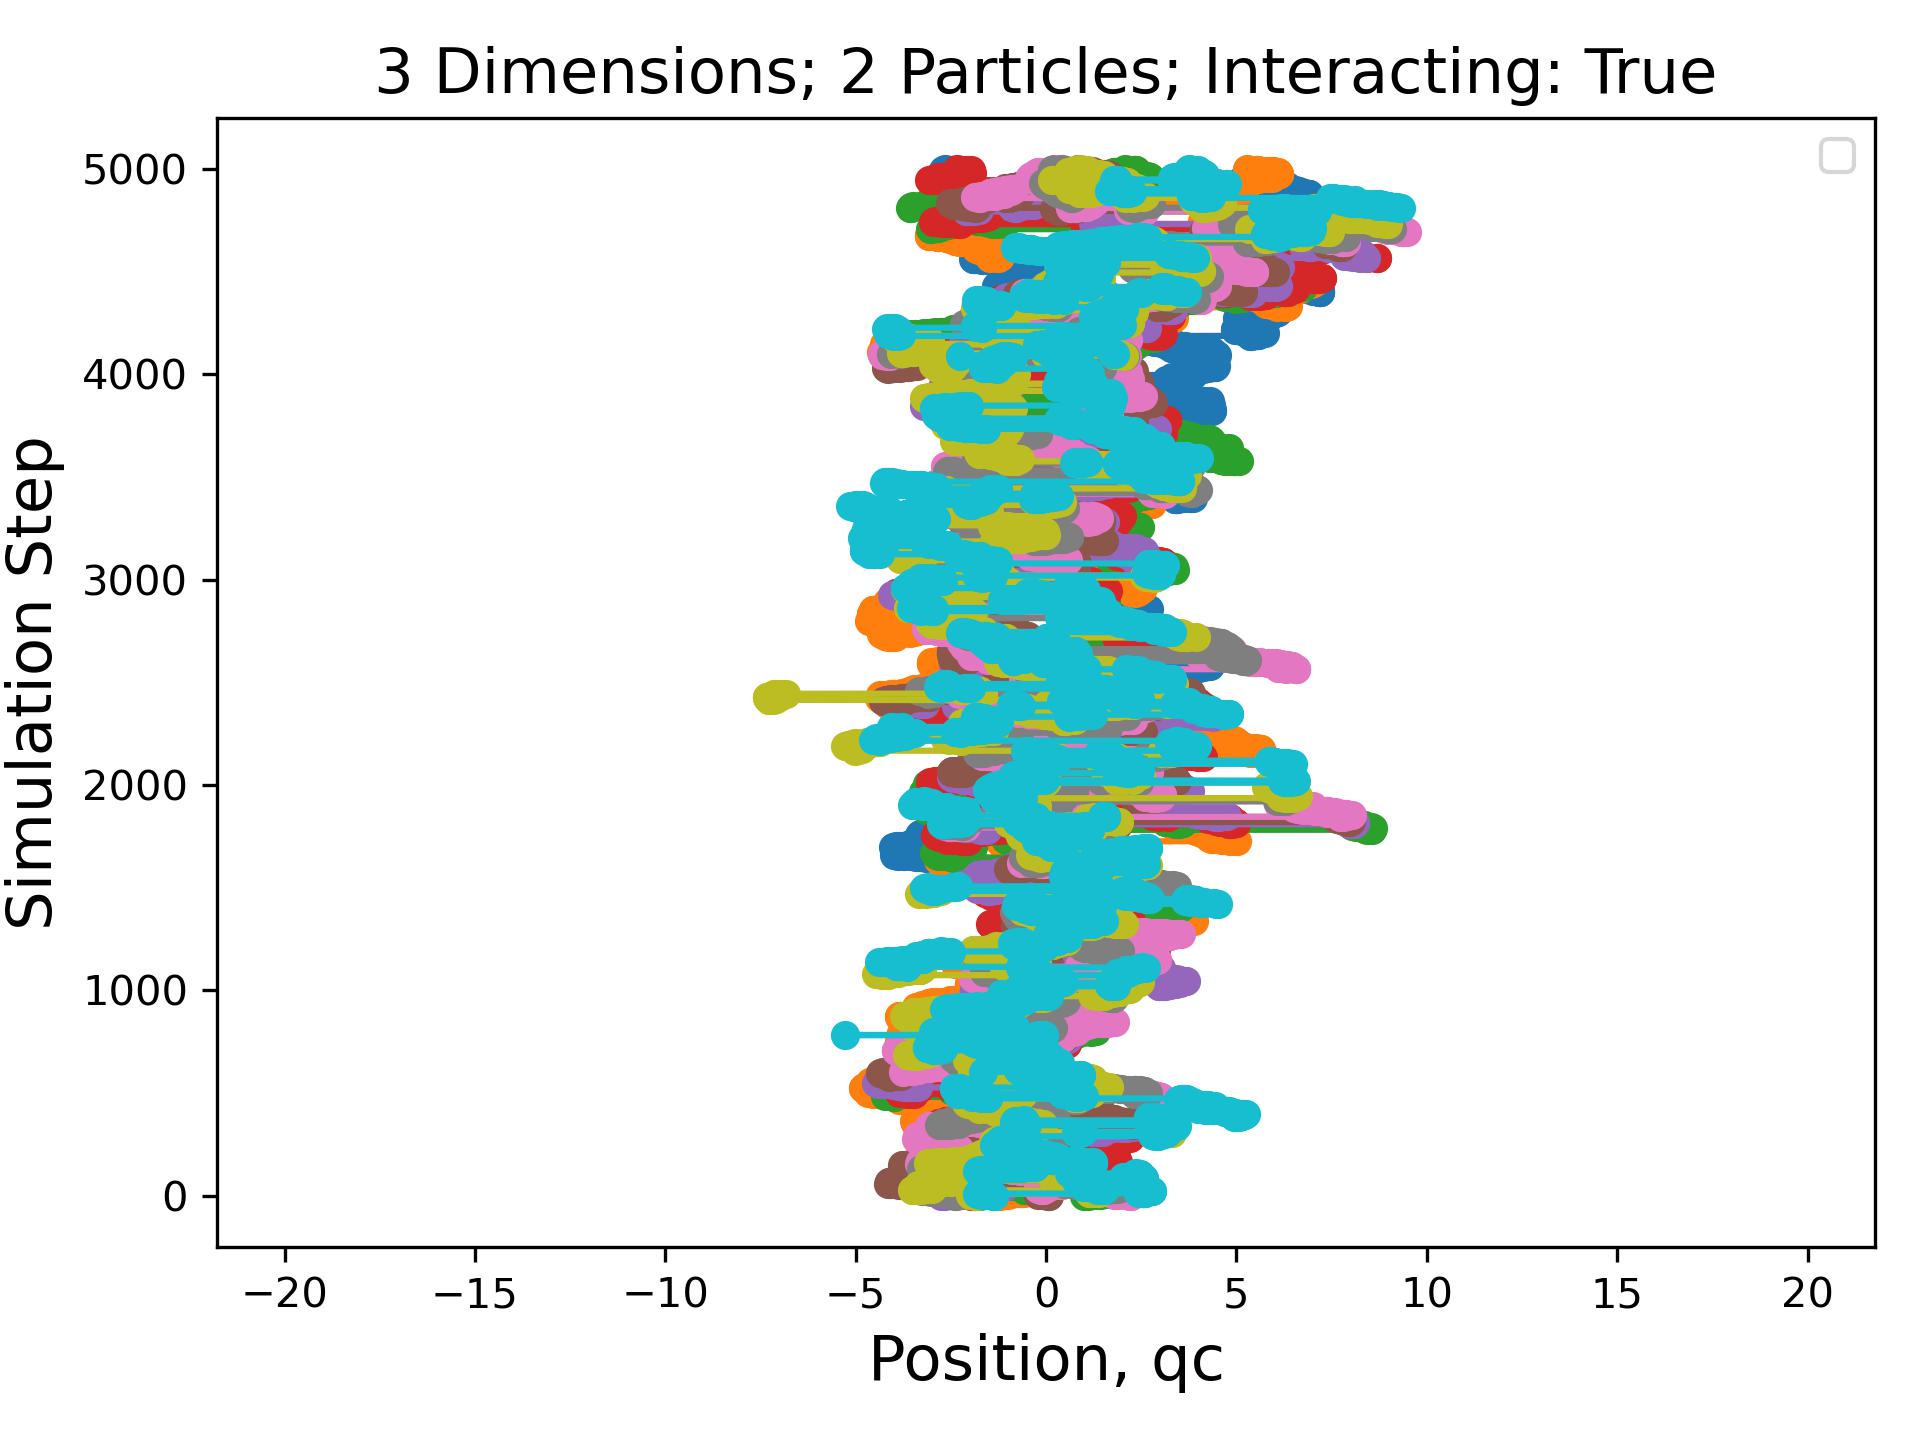 3 Dimensions; 2 Particles; Interacting: True
Simulation Step
5000
4000
3000
2000
1000
0
−20 −15 −10 −5 0 5 10 15 20
Position, qc